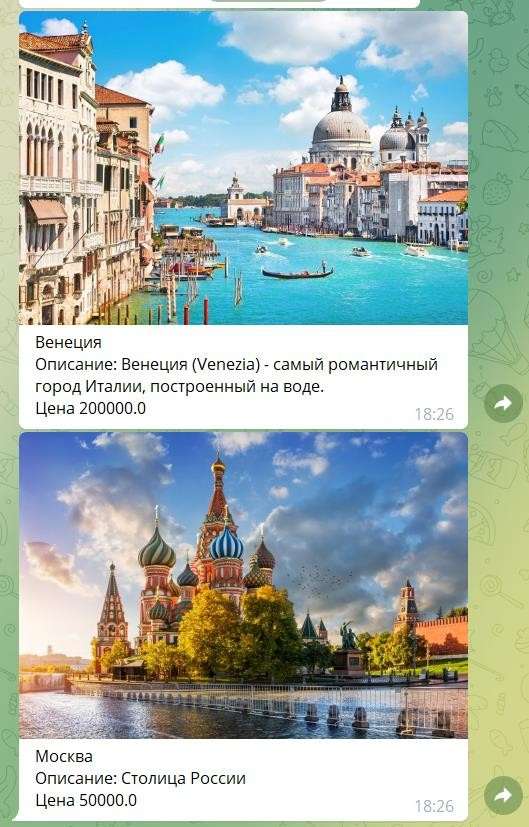 Венеция
Описание: Венеция (Venezia) - самый романтичный
город Италии, построенный на воде.
Цена 200000.0
18:26
Москва
Описание: Столица России
Цена 50000.0
18:26